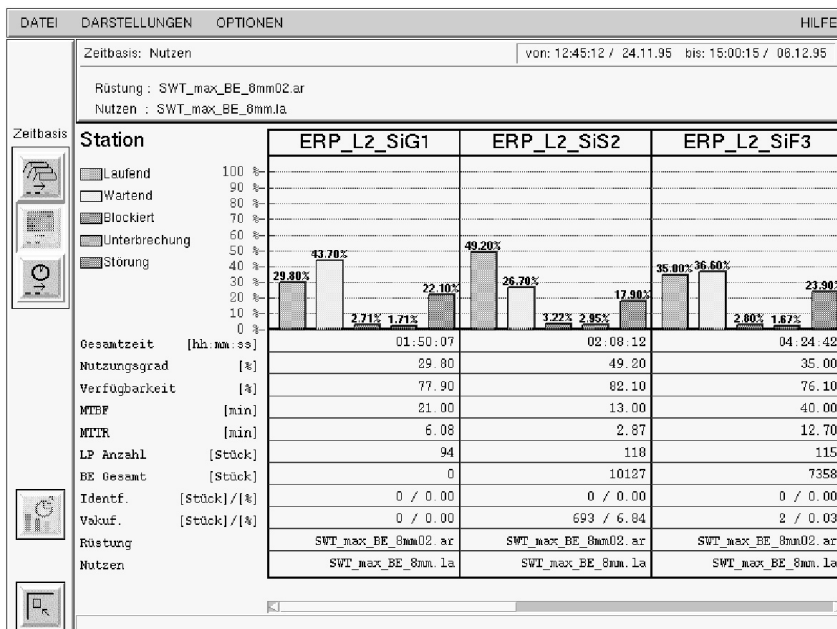 DATEI DARSTELLUNGEN OPTIONEN HILFE
Zeitbasis: Nutzen von: 12:45:12 / 24.11.95 bis: 15:00:15 / 06.12.95
Rüstung : SWT_max_BE_8mm02.ar
Nutzen : SWT_max_BE_8mm.la
Zeitbasis
Station ERP_L2_SiG1 ERP_L2_SiS2 ERP_L2_SiF3
Laufend 100 %
90 %
Wartend
80 %
Blockiert 70 %
60 %
Unterbrechung
50 %
Störung 40 %
30 %
20 %
10 %
0 %
29.80% 43.70% 2.71% 1.71% 22.10% 49.20% 26.70% 3.22% 2.95% 17.90% 35.00% 36.60% 2.80% 1.67% 23.90%
Gesamtzeit [hh:mm:ss] 01:50:07 02:08:12 04:24:42
Nutzungsgrad [%] 29.80 49.20 35.00
Verfügbarkeit [%] 77.90 82.10 76.10
MTBF [min] 21.00 13.00 40.00
MTTR [min] 6.08 2.87 12.70
LP Anzahl [Stück] 94 118 115
BE Gesamt [Stück] 0 10127 7358
Identf. [Stück]/[%] 0 / 0.00 0 / 0.00 0 / 0.00
Vakuf. [Stück]/[%] 0 / 0.00 693 / 6.84 2 / 0.03
Rüstung SWT_max_BE_8mm02.ar SWT_max_BE_8mm02.ar SWT_max_BE_8mm02.ar
Nutzen SWT_max_BE_8mm.la SWT_max_BE_8mm.la SWT_max_BE_8mm.la